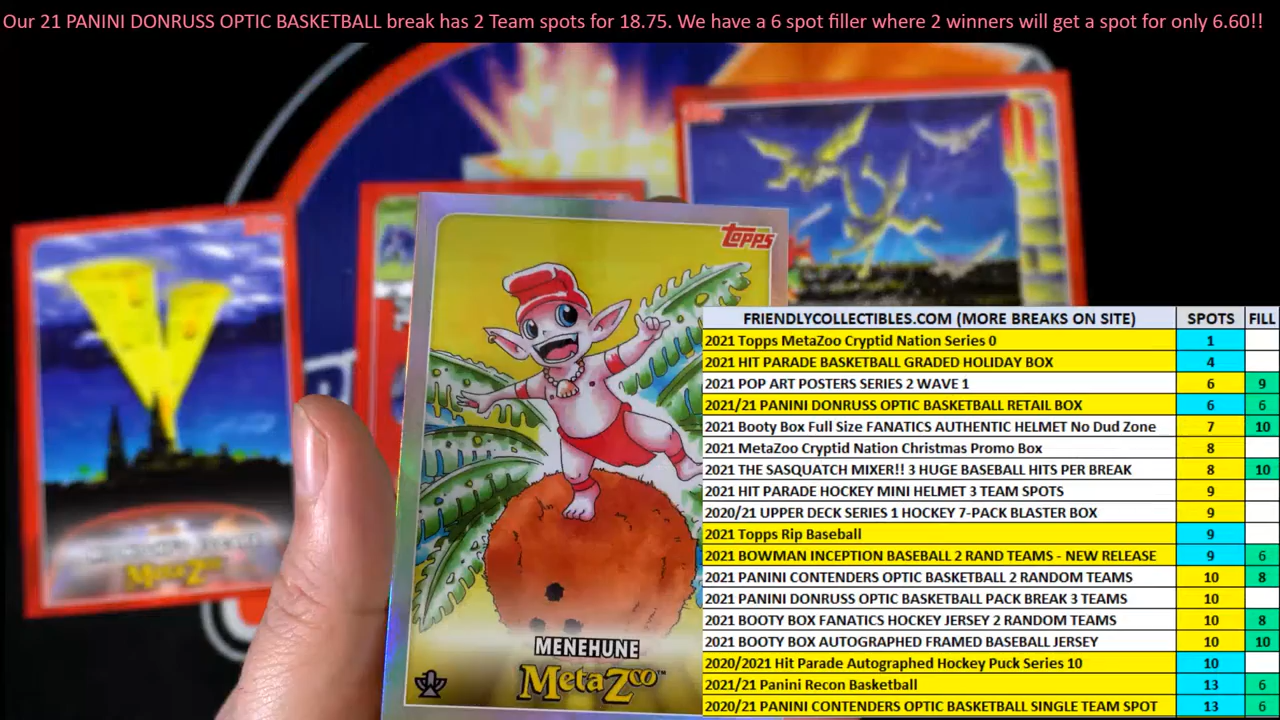 Our 21 PANINI DONRUSS OPTIC BASKETBALL break has 2 Team spots for 18.75. We have a 6 spot filler where 2 winners will get a spot for only 6.60!!
Topps
MENEHUNE
MetaZoo™
MetaZoo
FRIENDLYCOLLECTIBLES.COM (MORE BREAKS ON SITE) SPOTS FILL
2021 Topps MetaZoo Cryptid Nation Series 0 1
2021 HIT PARADE BASKETBALL GRADED HOLIDAY BOX 4
2021 POP ART POSTERS SERIES 2 WAVE 1 6 9
2021/21 PANINI DONRUSS OPTIC BASKETBALL RETAIL BOX 6 6
2021 Booty Box Full Size FANATICS AUTHENTIC HELMET No Dud Zone 7 10
2021 MetaZoo Cryptid Nation Christmas Promo Box 8
2021 THE SASQUATCH MIXER!! 3 HUGE BASEBALL HITS PER BREAK 8 10
2021 HIT PARADE HOCKEY MINI HELMET 3 TEAM SPOTS 9
2020/21 UPPER DECK SERIES 1 HOCKEY 7-PACK BLASTER BOX 9
2021 Topps Rip Baseball 9
2021 BOWMAN INCEPTION BASEBALL 2 RAND TEAMS - NEW RELEASE 9 6
2021 PANINI CONTENDERS OPTIC BASKETBALL 2 RANDOM TEAMS 10 8
2021 PANINI DONRUSS OPTIC BASKETBALL PACK BREAK 3 TEAMS 10
2021 BOOTY BOX FANATICS HOCKEY JERSEY 2 RANDOM TEAMS 10 8
2021 BOOTY BOX AUTOGRAPHED FRAMED BASEBALL JERSEY 10 10
2020/2021 Hit Parade Autographed Hockey Puck Series 10 10
2021/21 Panini Recon Basketball 13 6
2020/21 PANINI CONTENDERS OPTIC BASKETBALL SINGLE TEAM SPOT 13 6